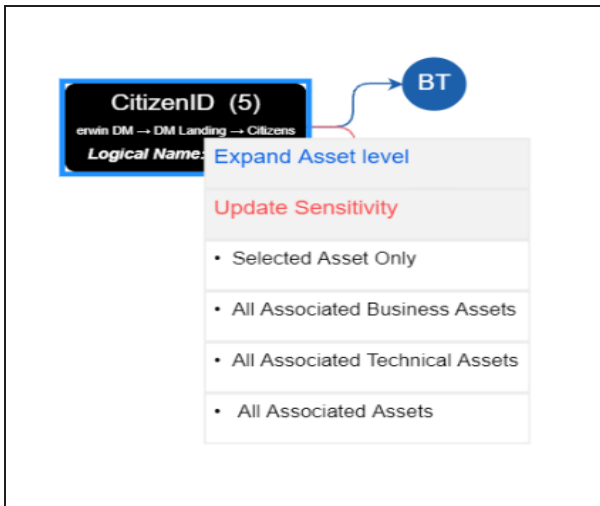 CitizenID (5)
BT
erwin DM → DM Landing → Citizens
Logical Name:
Expand Asset level
Update Sensitivity
• Selected Asset Only
• All Associated Business Assets
• All Associated Technical Assets
• All Associated Assets